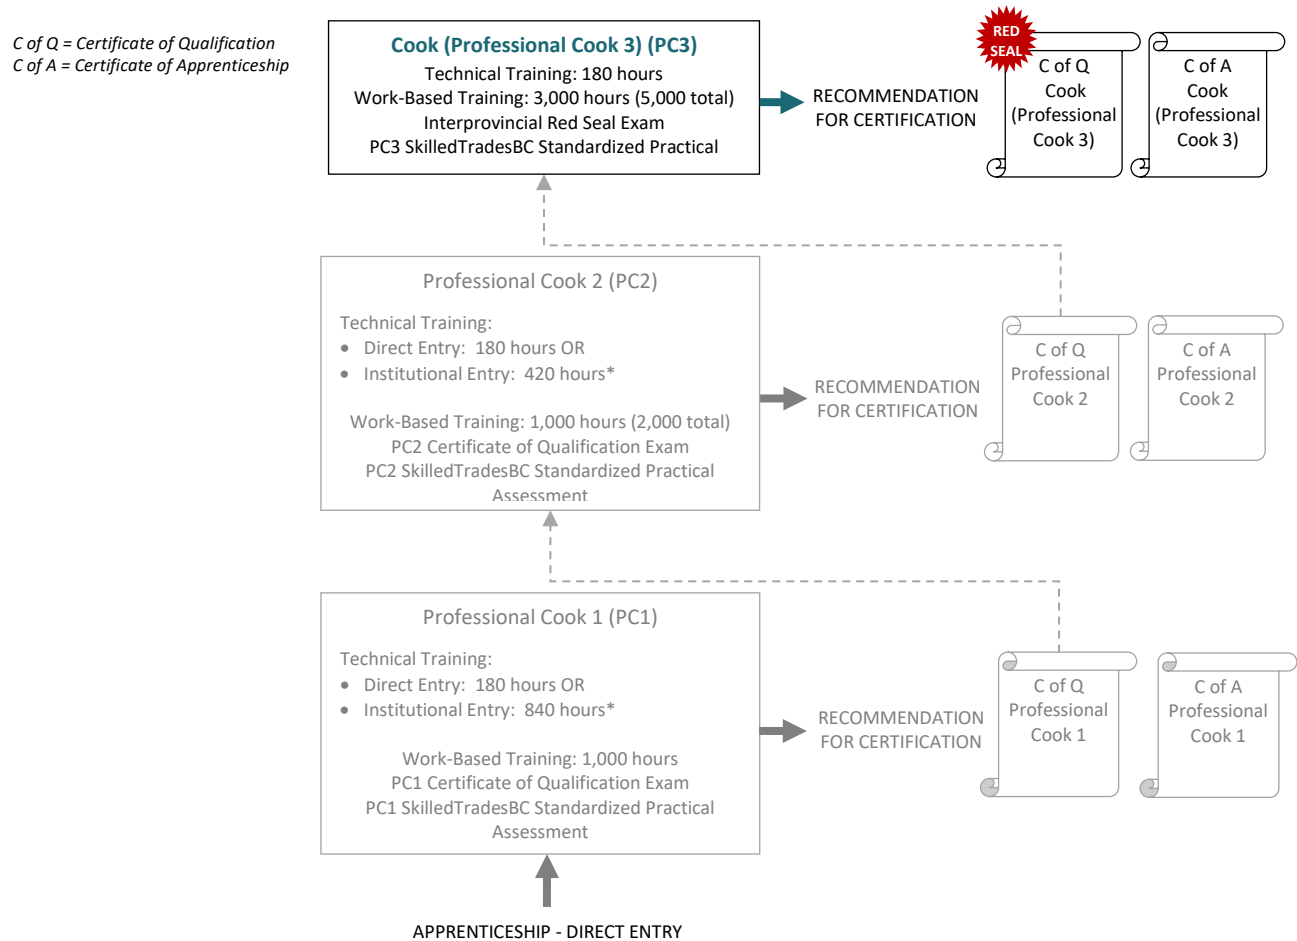 C of Q = Certificate of Qualification
C of A = Certificate of Apprenticeship
Cook (Professional Cook 3) (PC3)
Technical Training: 180 hours
Work-Based Training: 3,000 hours (5,000 total)
Interprovincial Red Seal Exam
PC3 SkilledTradesBC Standardized Practical
RECOMMENDATION
FOR CERTIFICATION
RED
SEAL
C of Q
Cook
(Professional
Cook 3)
C of A
Cook
(Professional
Cook 3)
Professional Cook 2 (PC2)
Technical Training:
• Direct Entry: 180 hours OR
• Institutional Entry: 420 hours*
Work-Based Training: 1,000 hours (2,000 total)
PC2 Certificate of Qualification Exam
PC2 SkilledTradesBC Standardized Practical
Assessment
RECOMMENDATION
FOR CERTIFICATION
C of Q
Professional
Cook 2
C of A
Professional
Cook 2
Professional Cook 1 (PC1)
Technical Training:
• Direct Entry: 180 hours OR
• Institutional Entry: 840 hours*
Work-Based Training: 1,000 hours
PC1 Certificate of Qualification Exam
PC1 SkilledTradesBC Standardized Practical
Assessment
RECOMMENDATION
FOR CERTIFICATION
C of Q
Professional
Cook 1
C of A
Professional
Cook 1
APPRENTICESHIP - DIRECT ENTRY